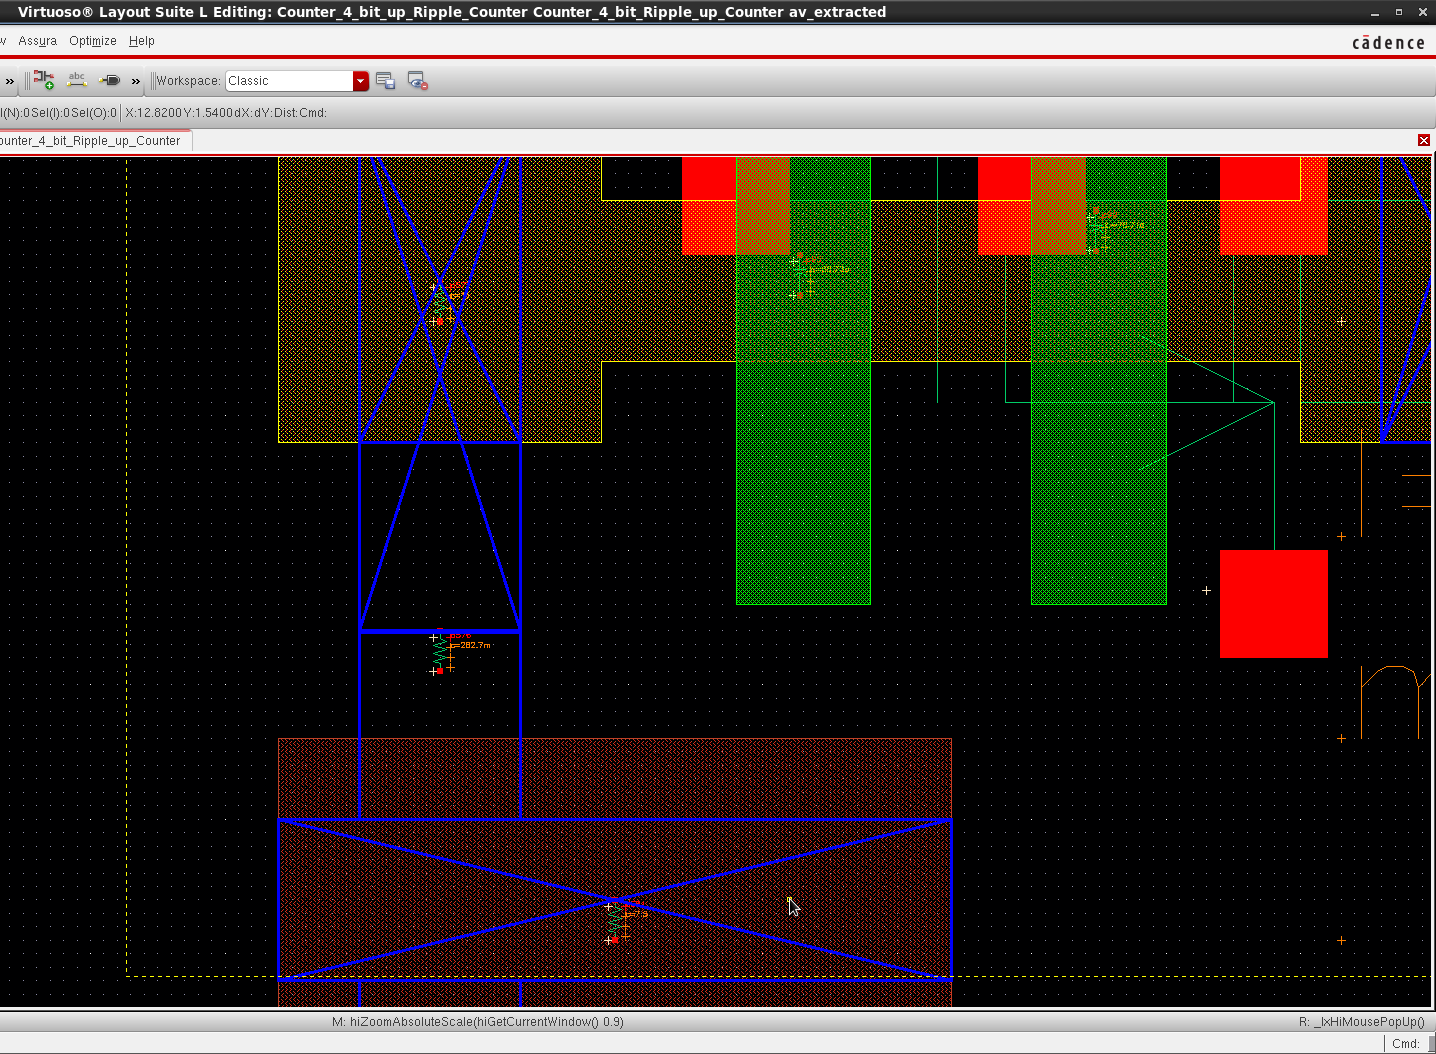 Virtuoso® Layout Suite L Editing: Counter_4_bit_up_Ripple_Counter Counter_4_bit_Ripple_up_Counter av_extracted
w Assura Optimize Help
cādence
» abc » Workspace: Classic
l(N):0 Sel(I):0 Sel(O):0 X:12.8200 Y:1.5400 dX: dY: Dist: Cmd:
ounter_4_bit_Ripple_up_Counter
r=282.7m
M: hiZoomAbsoluteScale(hiGetCurrentWindow() 0.9)
R: _lxHiMousePopUp()
Cmd: